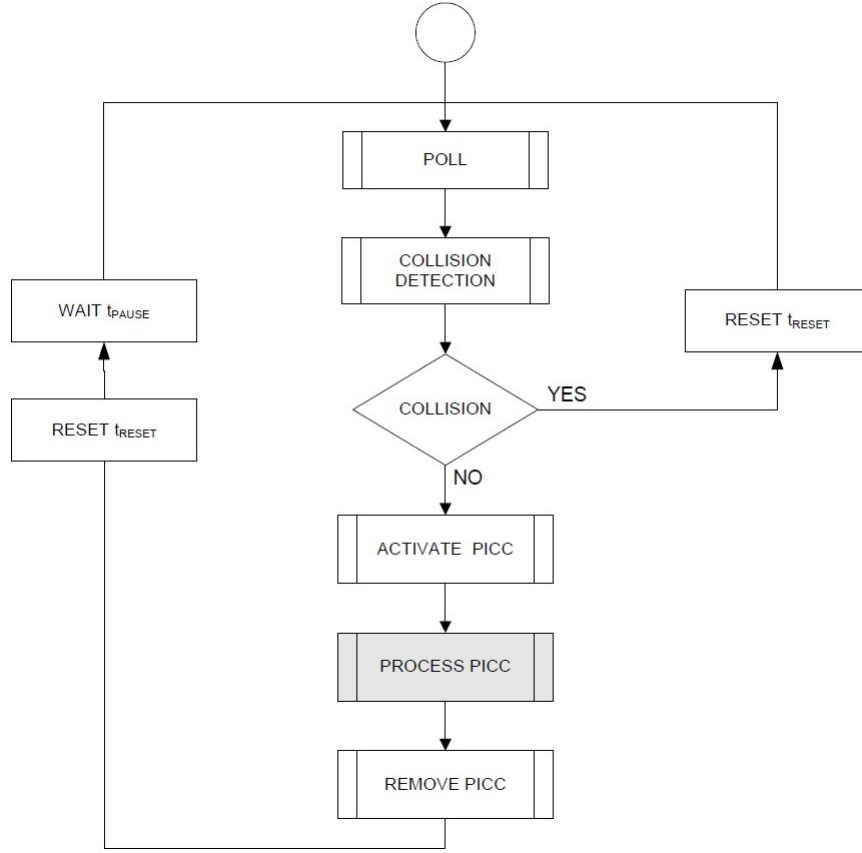 POLL
COLLISION
DETECTION
WAIT tPAUSE
RESET tRESET
COLLISION
YES
RESET tRESET
NO
ACTIVATE PICC
PROCESS PICC
REMOVE PICC